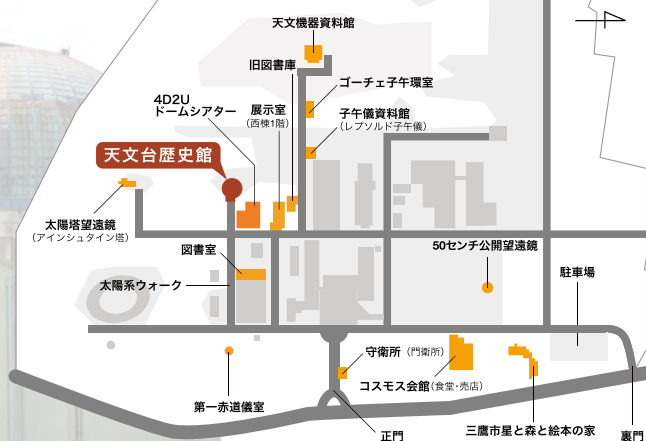 天文機器資料館
旧図書庫
ゴーチェ子午環室
4D2U
ドームシアター
展示室
(西棟1階)
子午儀資料館
(レプソルド子午儀)
天文台歴史館
太陽塔望遠鏡
(アインシュタイン塔)
図書室
50センチ公開望遠鏡
太陽系ウォーク
駐車場
守衛所 (門衛所)
コスモス会館(食堂・売店)
第一赤道儀室
正門
三鷹市星と森と絵本の家
裏門